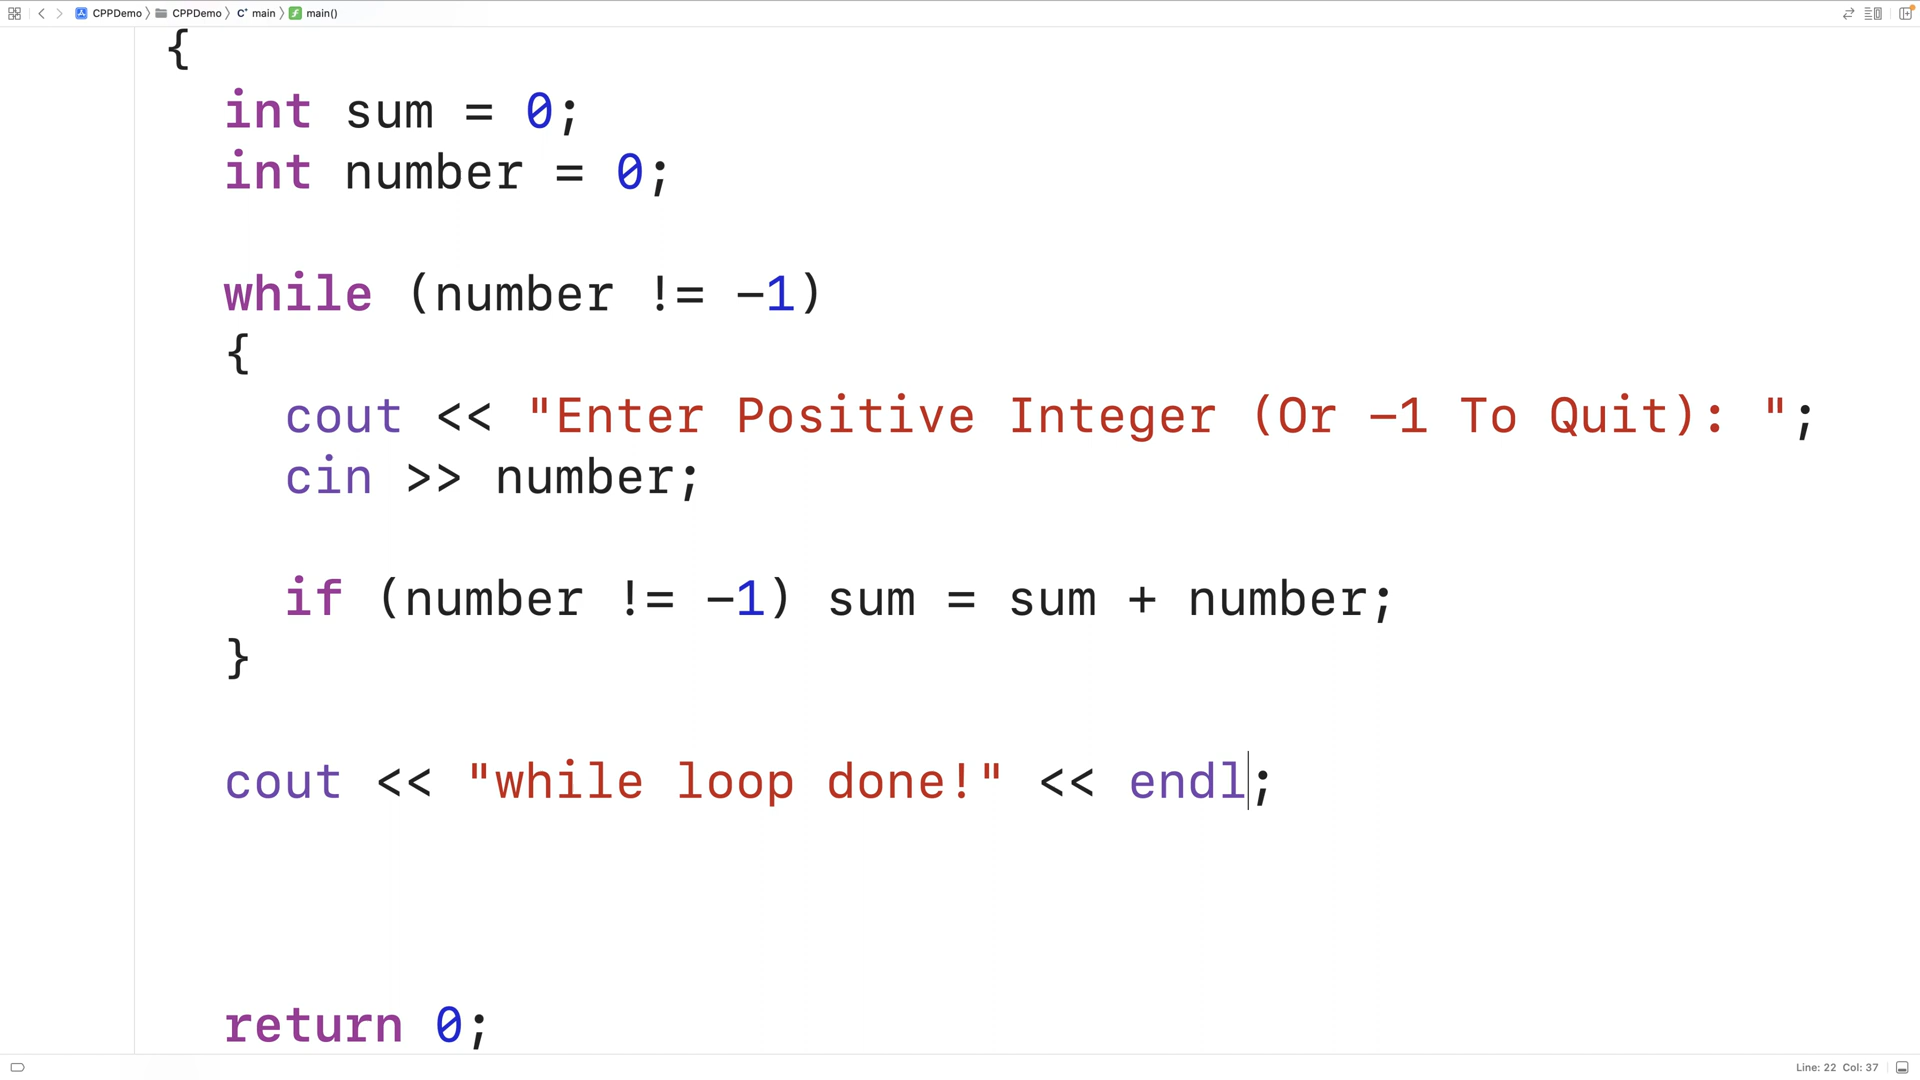 CPPDemo 〉 CPPDemo 〉 C+ main 〉 f main()
{
int sum = 0;
int number = 0;
while (number != -1)
{
cout << "Enter Positive Integer (Or -1 To Quit): ";
cin >> number;
if (number != -1) sum = sum + number;
}
cout << "while loop done!" << endl;
return 0;
Line: 22 Col: 37